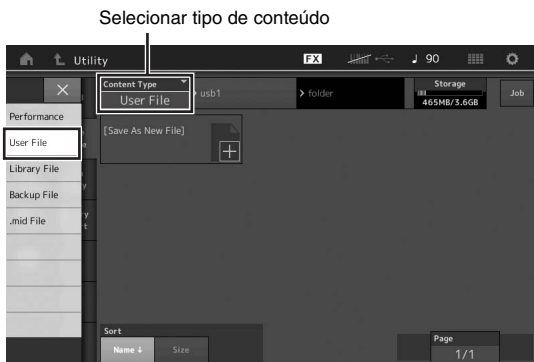 Selecionar tipo de conteúdo
Utility
FX
90
Content Type
User File
usb1
folder
Storage
465MB/3.6GB
Job
Performance
User File
Library File
Backup File
.mid File
[Save As New File]
Sort
Name
Size
Page
1/1